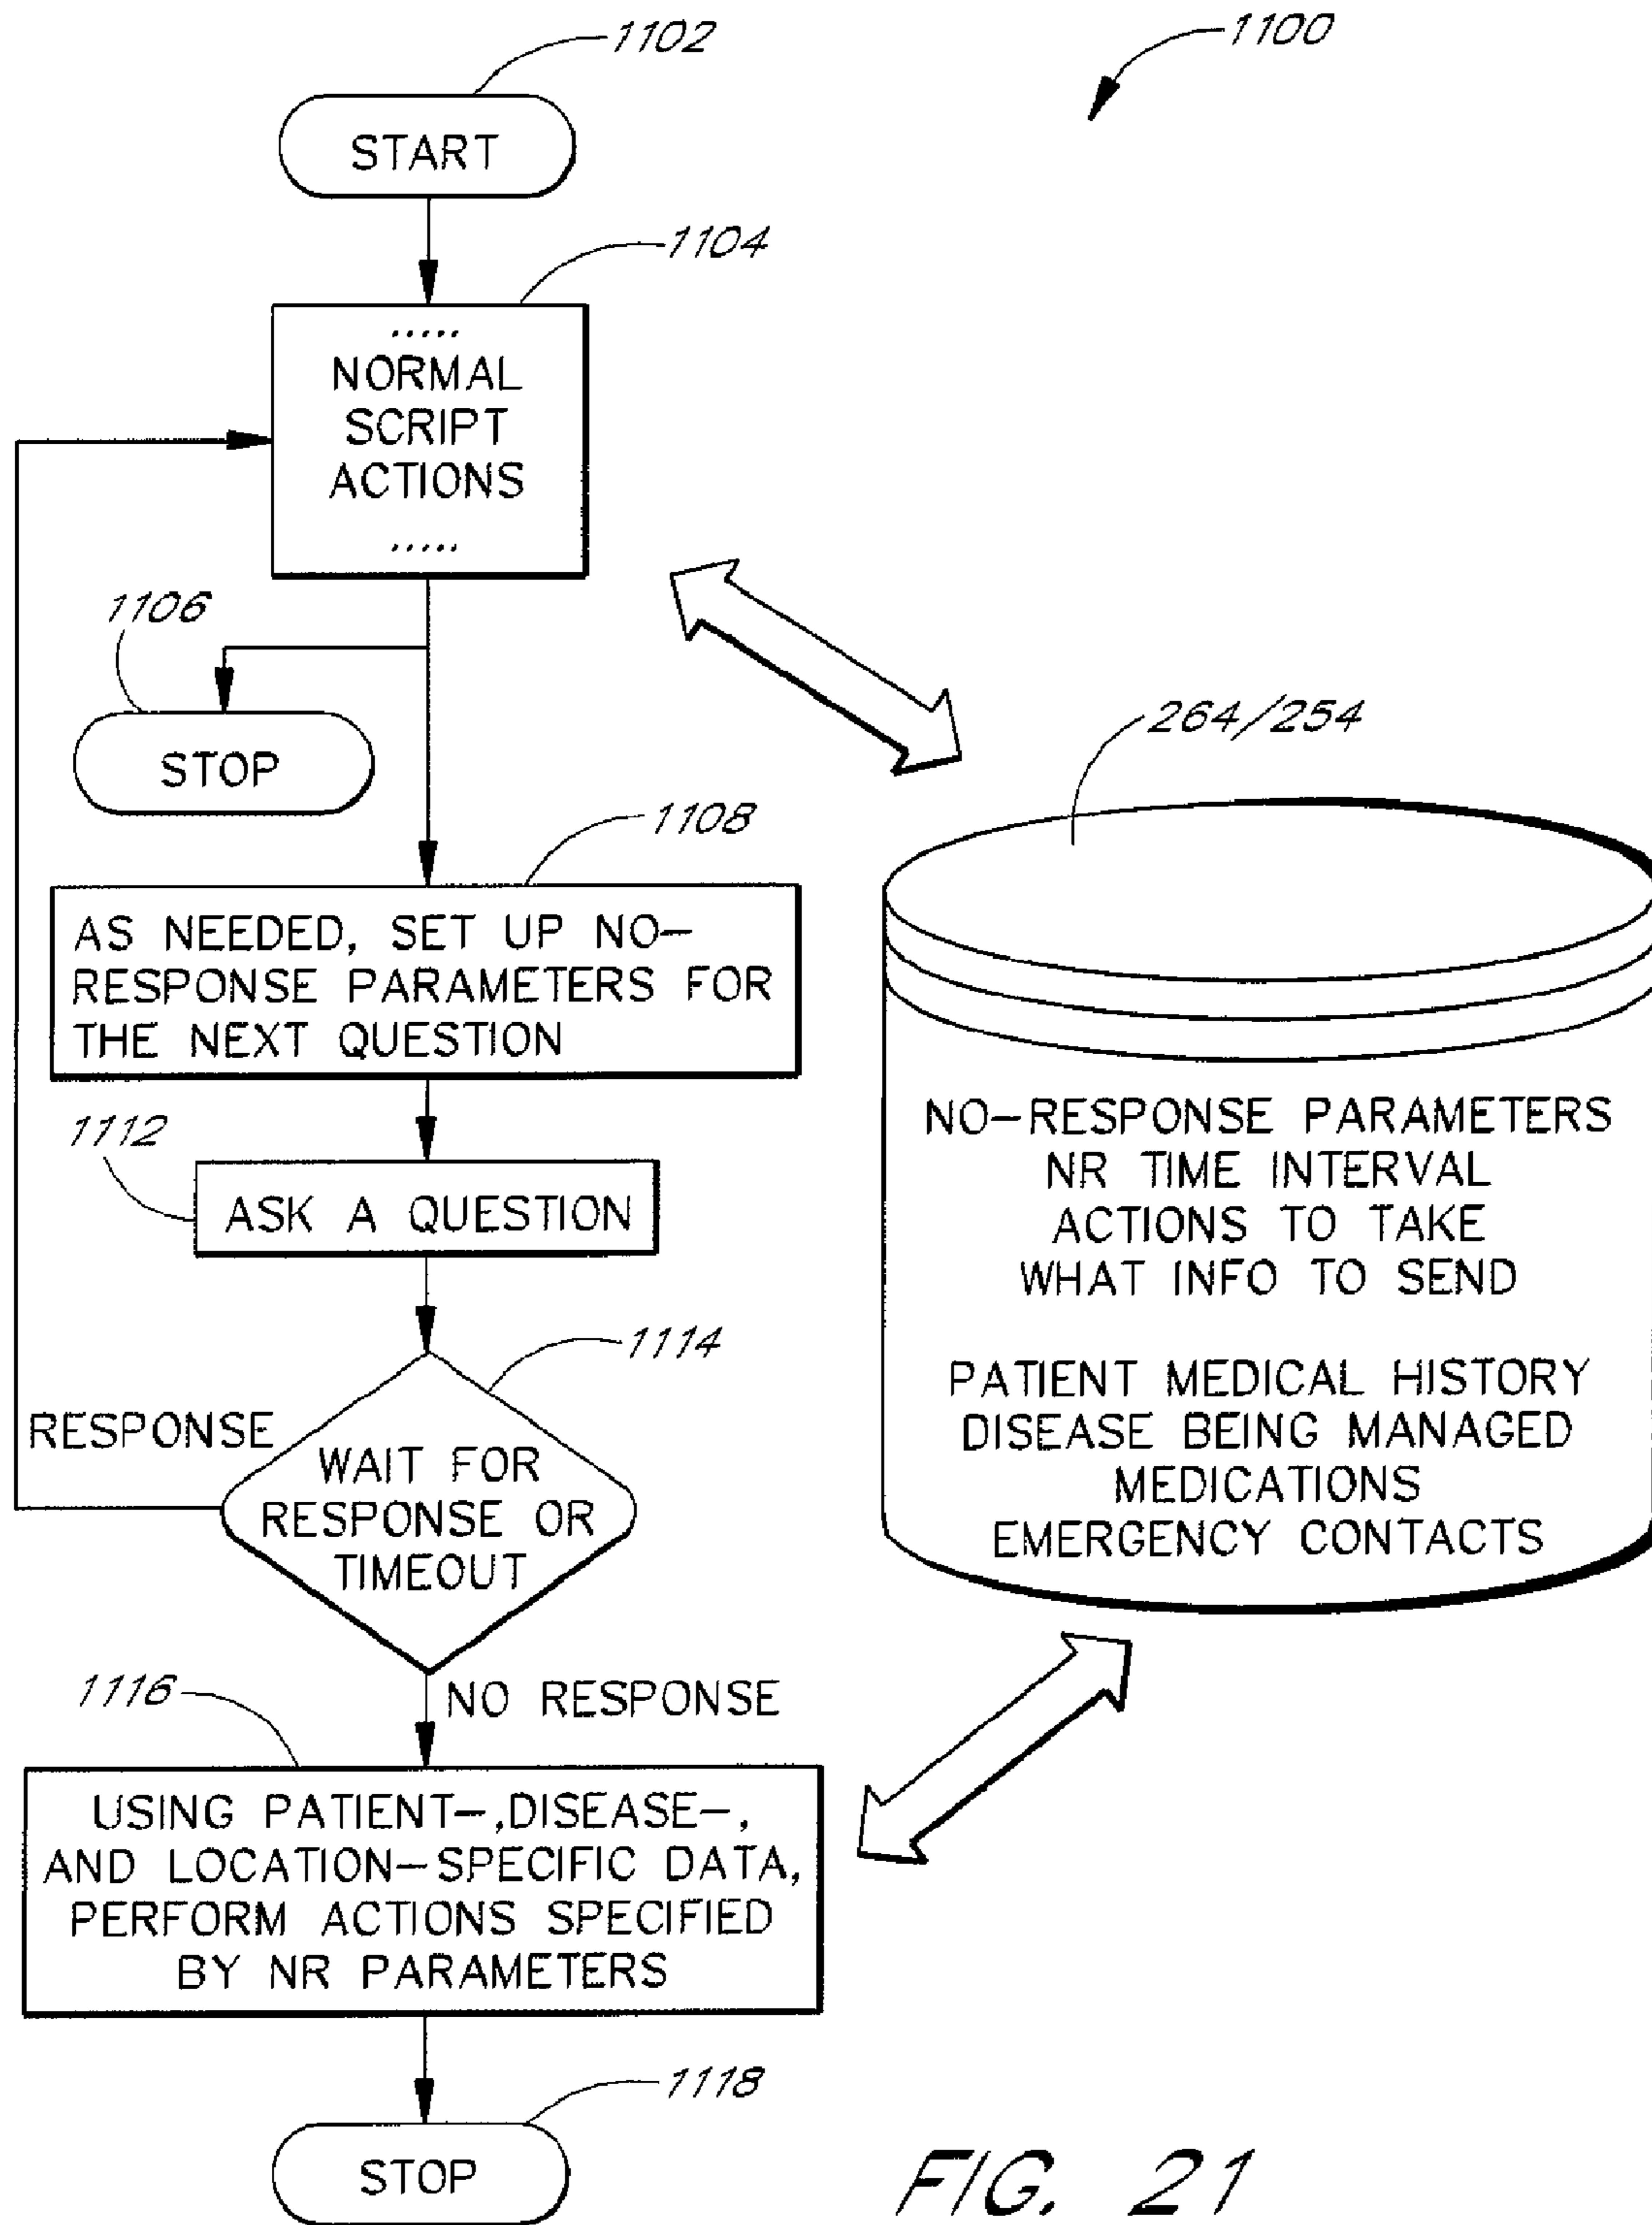 1102
1100
START
1104
.....
NORMAL
SCRIPT
ACTIONS
.....
1106
STOP
264/254
1108
AS NEEDED, SET UP NO-
RESPONSE PARAMETERS FOR
THE NEXT QUESTION
1112
ASK A QUESTION
NO-RESPONSE PARAMETERS
NR TIME INTERVAL
ACTIONS TO TAKE
WHAT INFO TO SEND
PATIENT MEDICAL HISTORY
DISEASE BEING MANAGED
MEDICATIONS
EMERGENCY CONTACTS
1114
RESPONSE
WAIT FOR
RESPONSE OR
TIMEOUT
NO RESPONSE
1116
USING PATIENT-,DISEASE-,
AND LOCATION-SPECIFIC DATA,
PERFORM ACTIONS SPECIFIED
BY NR PARAMETERS
1118
STOP
FIG. 21